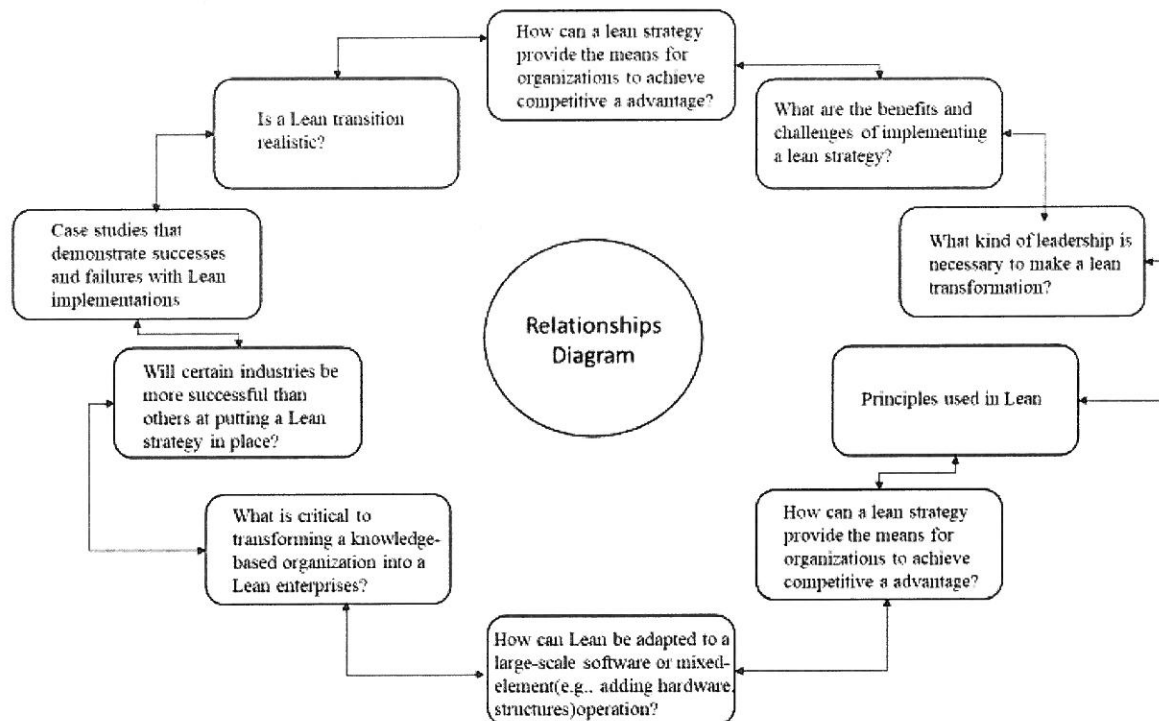 How can a lean strategy
provide the means for
organizations to achieve
competitive a advantage?
What are the benefits and
challenges of implementing
a lean strategy?
What kind of leadership is
necessary to make a lean
transformation?
Principles used in Lean
How can a lean strategy
provide the means for
organizations to achieve
competitive a advantage?
How can Lean be adapted to a
large-scale software or mixed-
element(e.g., adding hardware,
structures)operation?
What is critical to
transforming a knowledge-
based organization into a
Lean enterprises?
Will certain industries be
more successful than
others at putting a Lean
strategy in place?
Case studies that
demonstrate successes
and failures with Lean
implementations
Is a Lean transition
realistic?
Relationships
Diagram